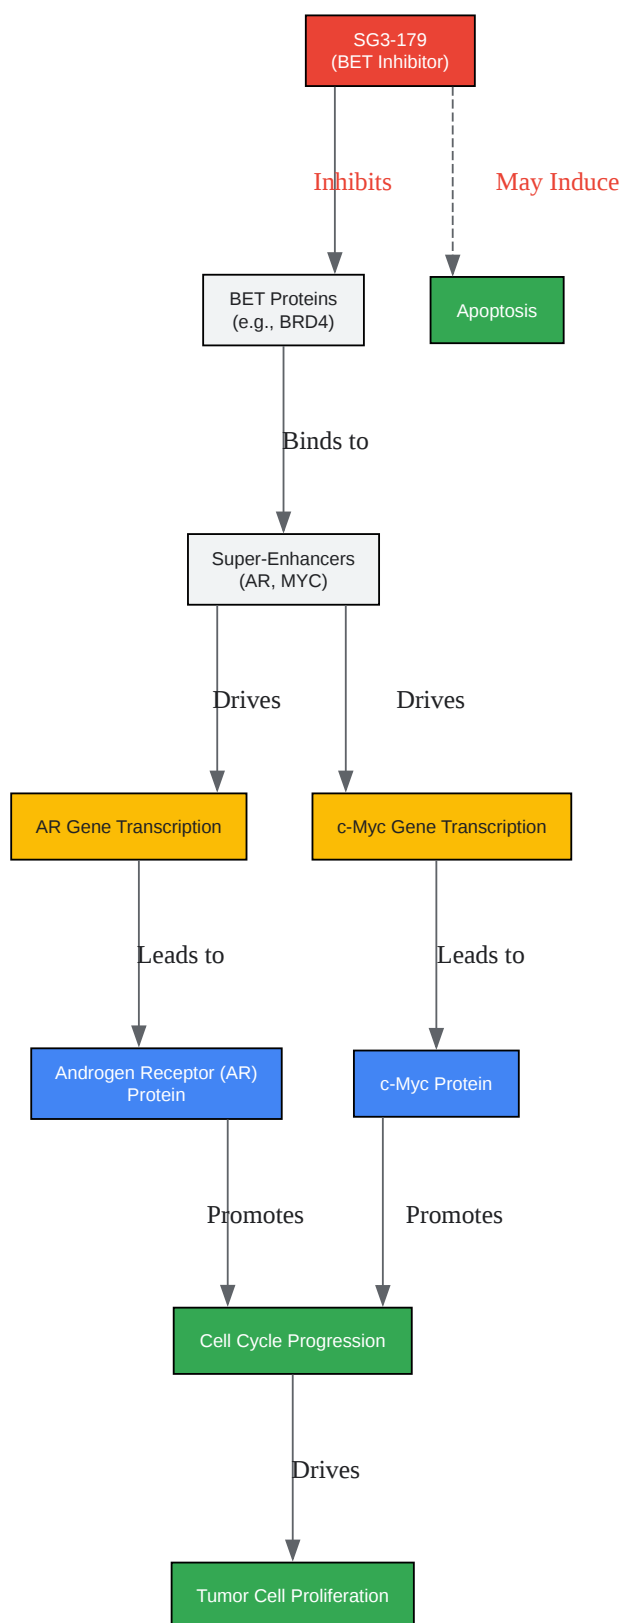 SG3-179
(BET Inhibitor)
Inhibits
May Induce
BET Proteins
(e.g., BRD4)
Apoptosis
Binds to
Super-Enhancers
(AR, MYC)
Drives
Drives
AR Gene Transcription
c-Myc Gene Transcription
Leads to
Leads to
Androgen Receptor (AR)
Protein
c-Myc Protein
Promotes
Promotes
Cell Cycle Progression
Drives
Tumor Cell Proliferation